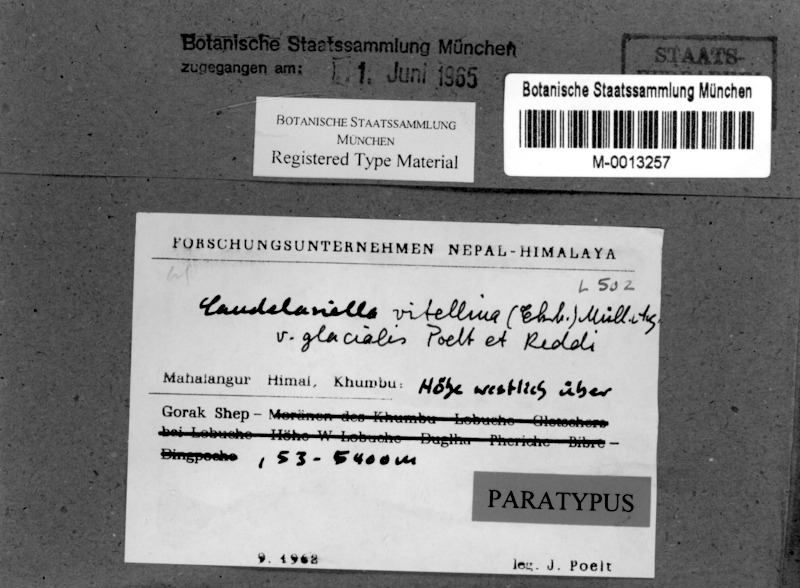 Botanische Staatssammlung München
zugegangen am: 1. Juni 1965
STAATS-
Botanische Staatssammlung München
M-0013257
BOTANISCHE STAATSSAMMLUNG
MÜNCHEN
Registered Type Material
FORSCHUNGSUNTERNEHMEN NEPAL-HIMALAYA
L 502
Candelariella vitellina (Ehrh.) Müll. Arg.
v. glacialis Poelt et Reddi
Mahalangur Himal, Khumbu: Höhe westlich über
Gorak Shep – Moränen des Khumbu Lobuche Gletschers
bei Lobuche Höhe W Lobuche Duglha Pheriche Bibre –
Dingpoche , 53 - 5400m
PARATYPUS
9. 1962
leg. J. Poelt